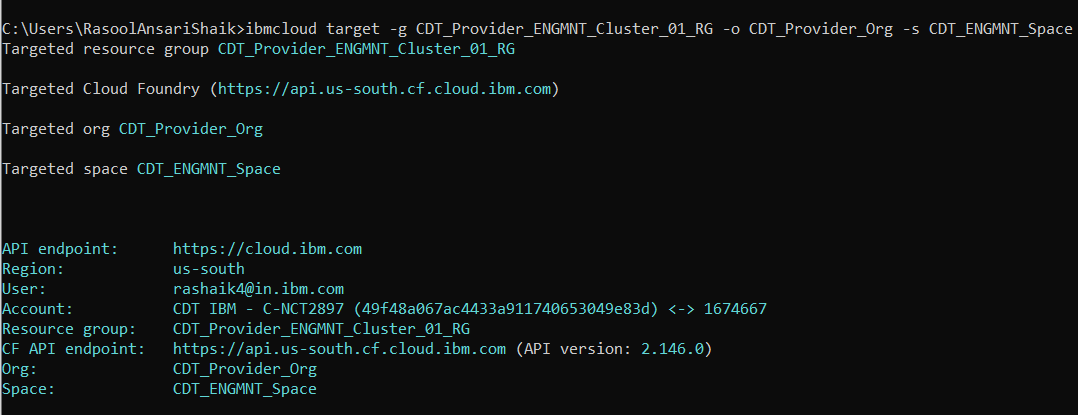 C:\Users\RasoolAnsariShaik>ibmcloud target -g CDT_Provider_ENGMNT_Cluster_01_RG -o CDT_Provider_Org -s CDT_ENGMNT_Space
Targeted resource group CDT_Provider_ENGMNT_Cluster_01_RG
Targeted Cloud Foundry (https://api.us-south.cf.cloud.ibm.com)
Targeted org CDT_Provider_Org
Targeted space CDT_ENGMNT_Space
API endpoint: https://cloud.ibm.com
Region: us-south
User: rashaik4@in.ibm.com
Account: CDT IBM - C-NCT2897 (49f48a067ac4433a911740653049e83d) <-> 1674667
Resource group: CDT_Provider_ENGMNT_Cluster_01_RG
CF API endpoint: https://api.us-south.cf.cloud.ibm.com (API version: 2.146.0)
Org: CDT_Provider_Org
Space: CDT_ENGMNT_Space